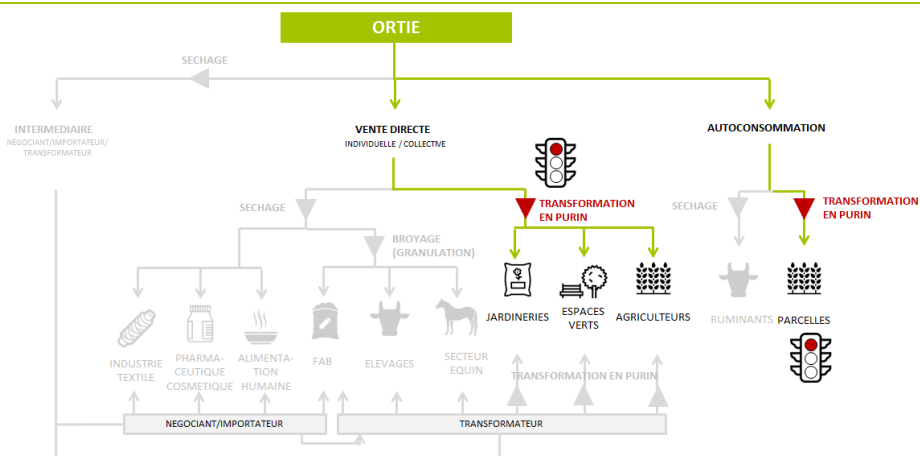 ORTIE
SECHAGE
INTERMEDIAIRE
NEGOCIANT/IMPORTATEUR/
TRANSFORMATEUR
VENTE DIRECTE
INDIVIDUELLE / COLLECTIVE
AUTOCONSOMMATION
SECHAGE
TRANSFORMATION
EN PURIN
SECHAGE
TRANSFORMATION
EN PURIN
BROYAGE
(GRANULATION)
JARDINERIES
ESPACES
VERTS
AGRICULTEURS
RUMINANTS
PARCELLES
INDUSTRIE
TEXTILE
PHARMA-
CEUTIQUE
COSMETIQUE
ALIMENTA-
TION
HUMAINE
FAB
ELEVAGES
SECTEUR
EQUIN
TRANSFORMATION EN PURIN
NEGOCIANT/IMPORTATEUR
TRANSFORMATEUR